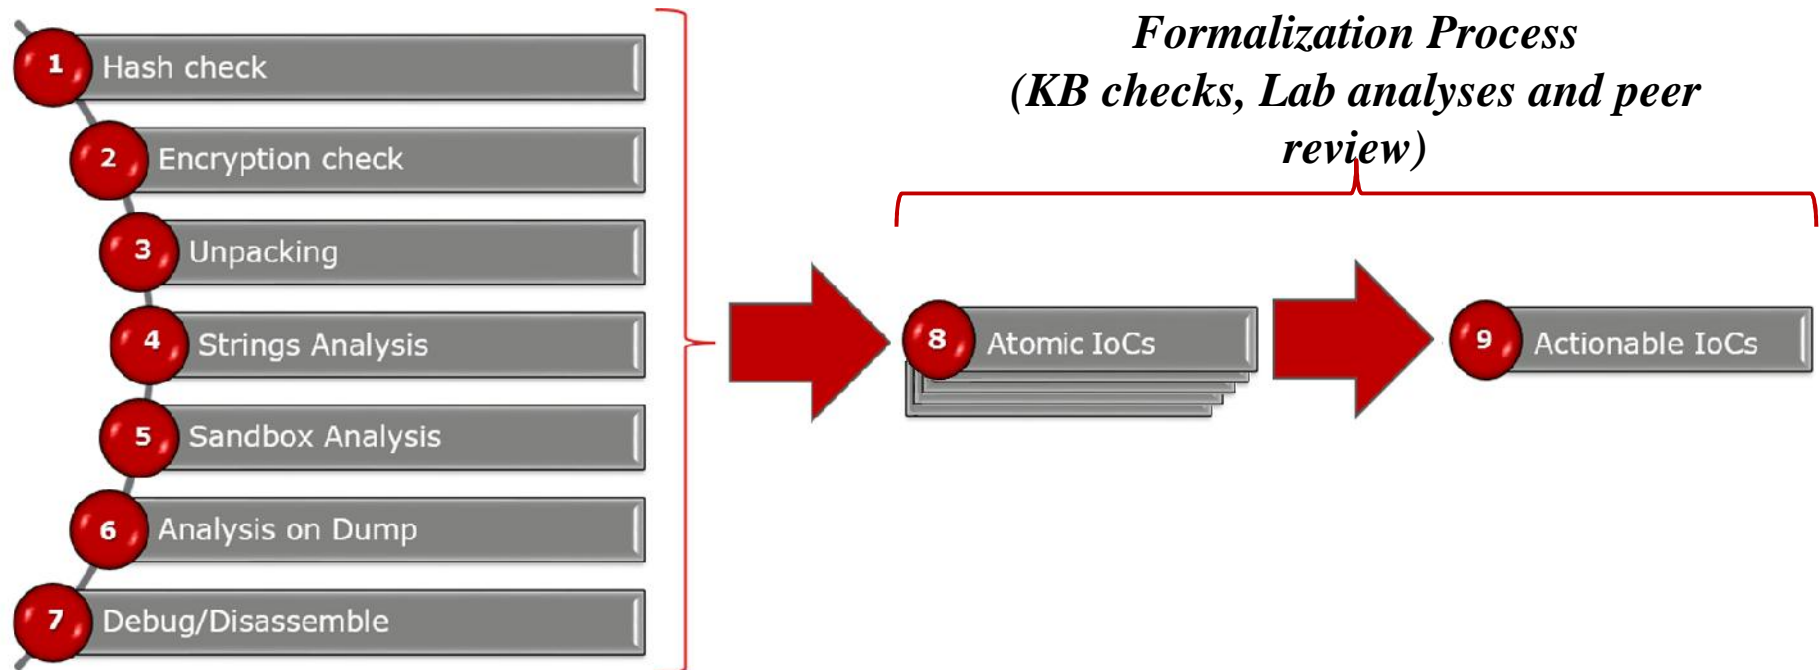 1 Hash check
2 Encryption check
3 Unpacking
4 Strings Analysis
5 Sandbox Analysis
6 Analysis on Dump
7 Debug/Disassemble
Formalization Process
(KB checks, Lab analyses and peer
review)
8 Atomic IoCs
9 Actionable IoCs